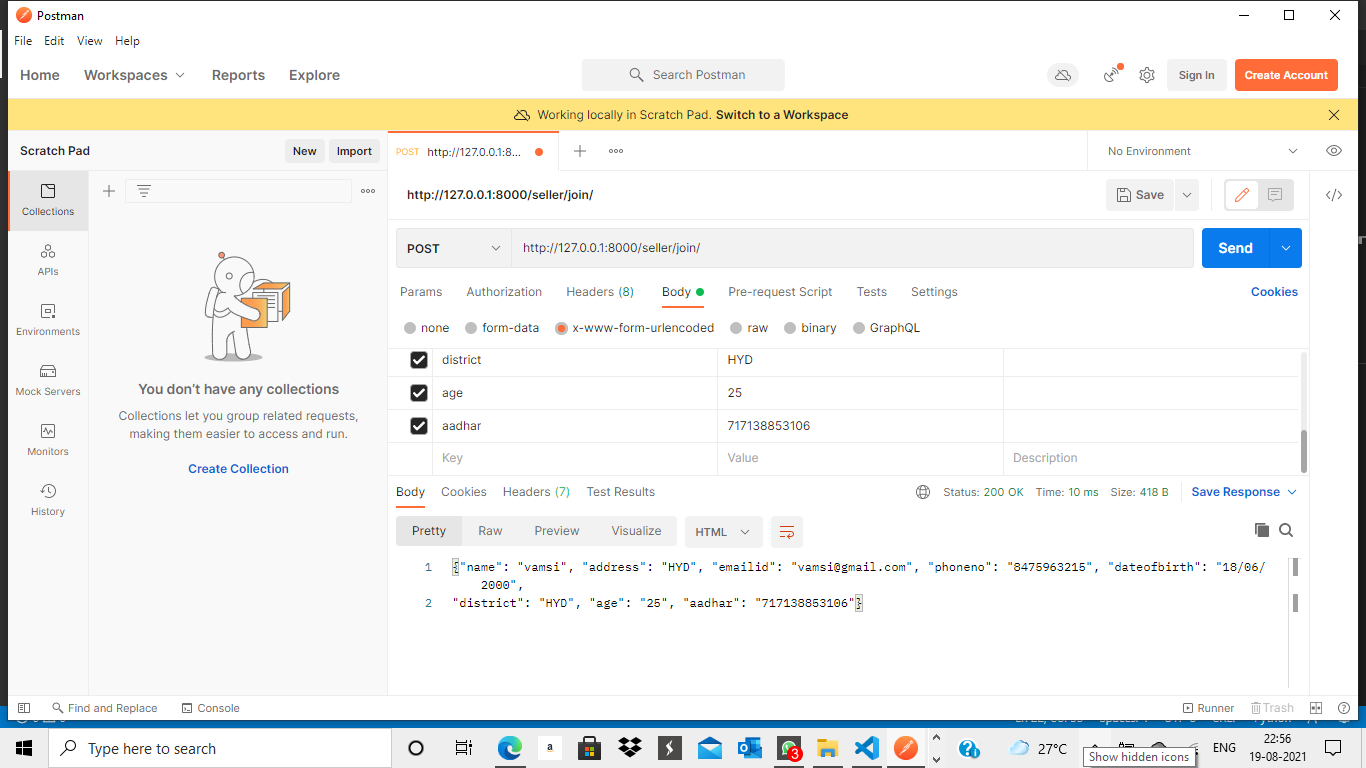 Postman
File Edit View Help
Home Workspaces Reports Explore Search Postman Sign In Create Account
Working locally in Scratch Pad. Switch to a Workspace
Scratch Pad New Import POST http://127.0.0.1:8... No Environment
http://127.0.0.1:8000/seller/join/ Save
Collections
POST http://127.0.0.1:8000/seller/join/ Send
APIs
Params Authorization Headers (8) Body Pre-request Script Tests Settings Cookies
Environments
none form-data x-www-form-urlencoded raw binary GraphQL
district HYD
Mock Servers
You don't have any collections
age 25
Collections let you group related requests,
making them easier to access and run.
aadhar 717138853106
Monitors
Key Value Description
Create Collection
Body Cookies Headers (7) Test Results Status: 200 OK Time: 10 ms Size: 418 B Save Response
History
Pretty Raw Preview Visualize HTML
1 {"name": "vamsi", "address": "HYD", "emailid": "vamsi@gmail.com", "phoneno": "8475963215", "dateofbirth": "18/06/
2000",
2 "district": "HYD", "age": "25", "aadhar": "717138853106"}
Find and Replace Console Runner Trash
Type here to search
a
3
27°C
ENG
22:56
19-08-2021
Show hidden icons